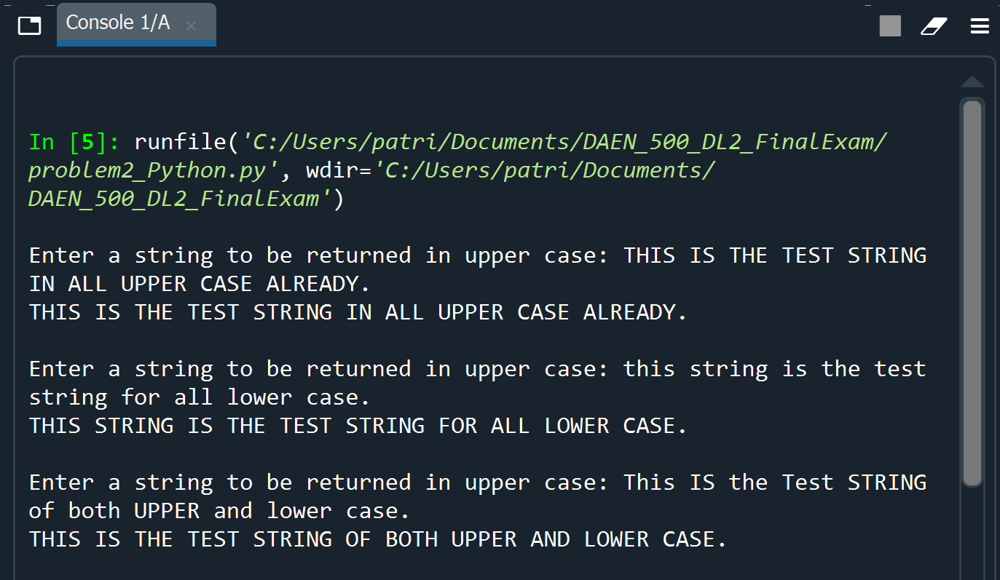 Console 1/A
In [5]: runfile('C:/Users/patri/Documents/DAEN_500_DL2_FinalExam/
problem2_Python.py', wdir='C:/Users/patri/Documents/
DAEN_500_DL2_FinalExam')
Enter a string to be returned in upper case: THIS IS THE TEST STRING
IN ALL UPPER CASE ALREADY.
THIS IS THE TEST STRING IN ALL UPPER CASE ALREADY.
Enter a string to be returned in upper case: this string is the test
string for all lower case.
THIS STRING IS THE TEST STRING FOR ALL LOWER CASE.
Enter a string to be returned in upper case: This IS the Test STRING
of both UPPER and lower case.
THIS IS THE TEST STRING OF BOTH UPPER AND LOWER CASE.